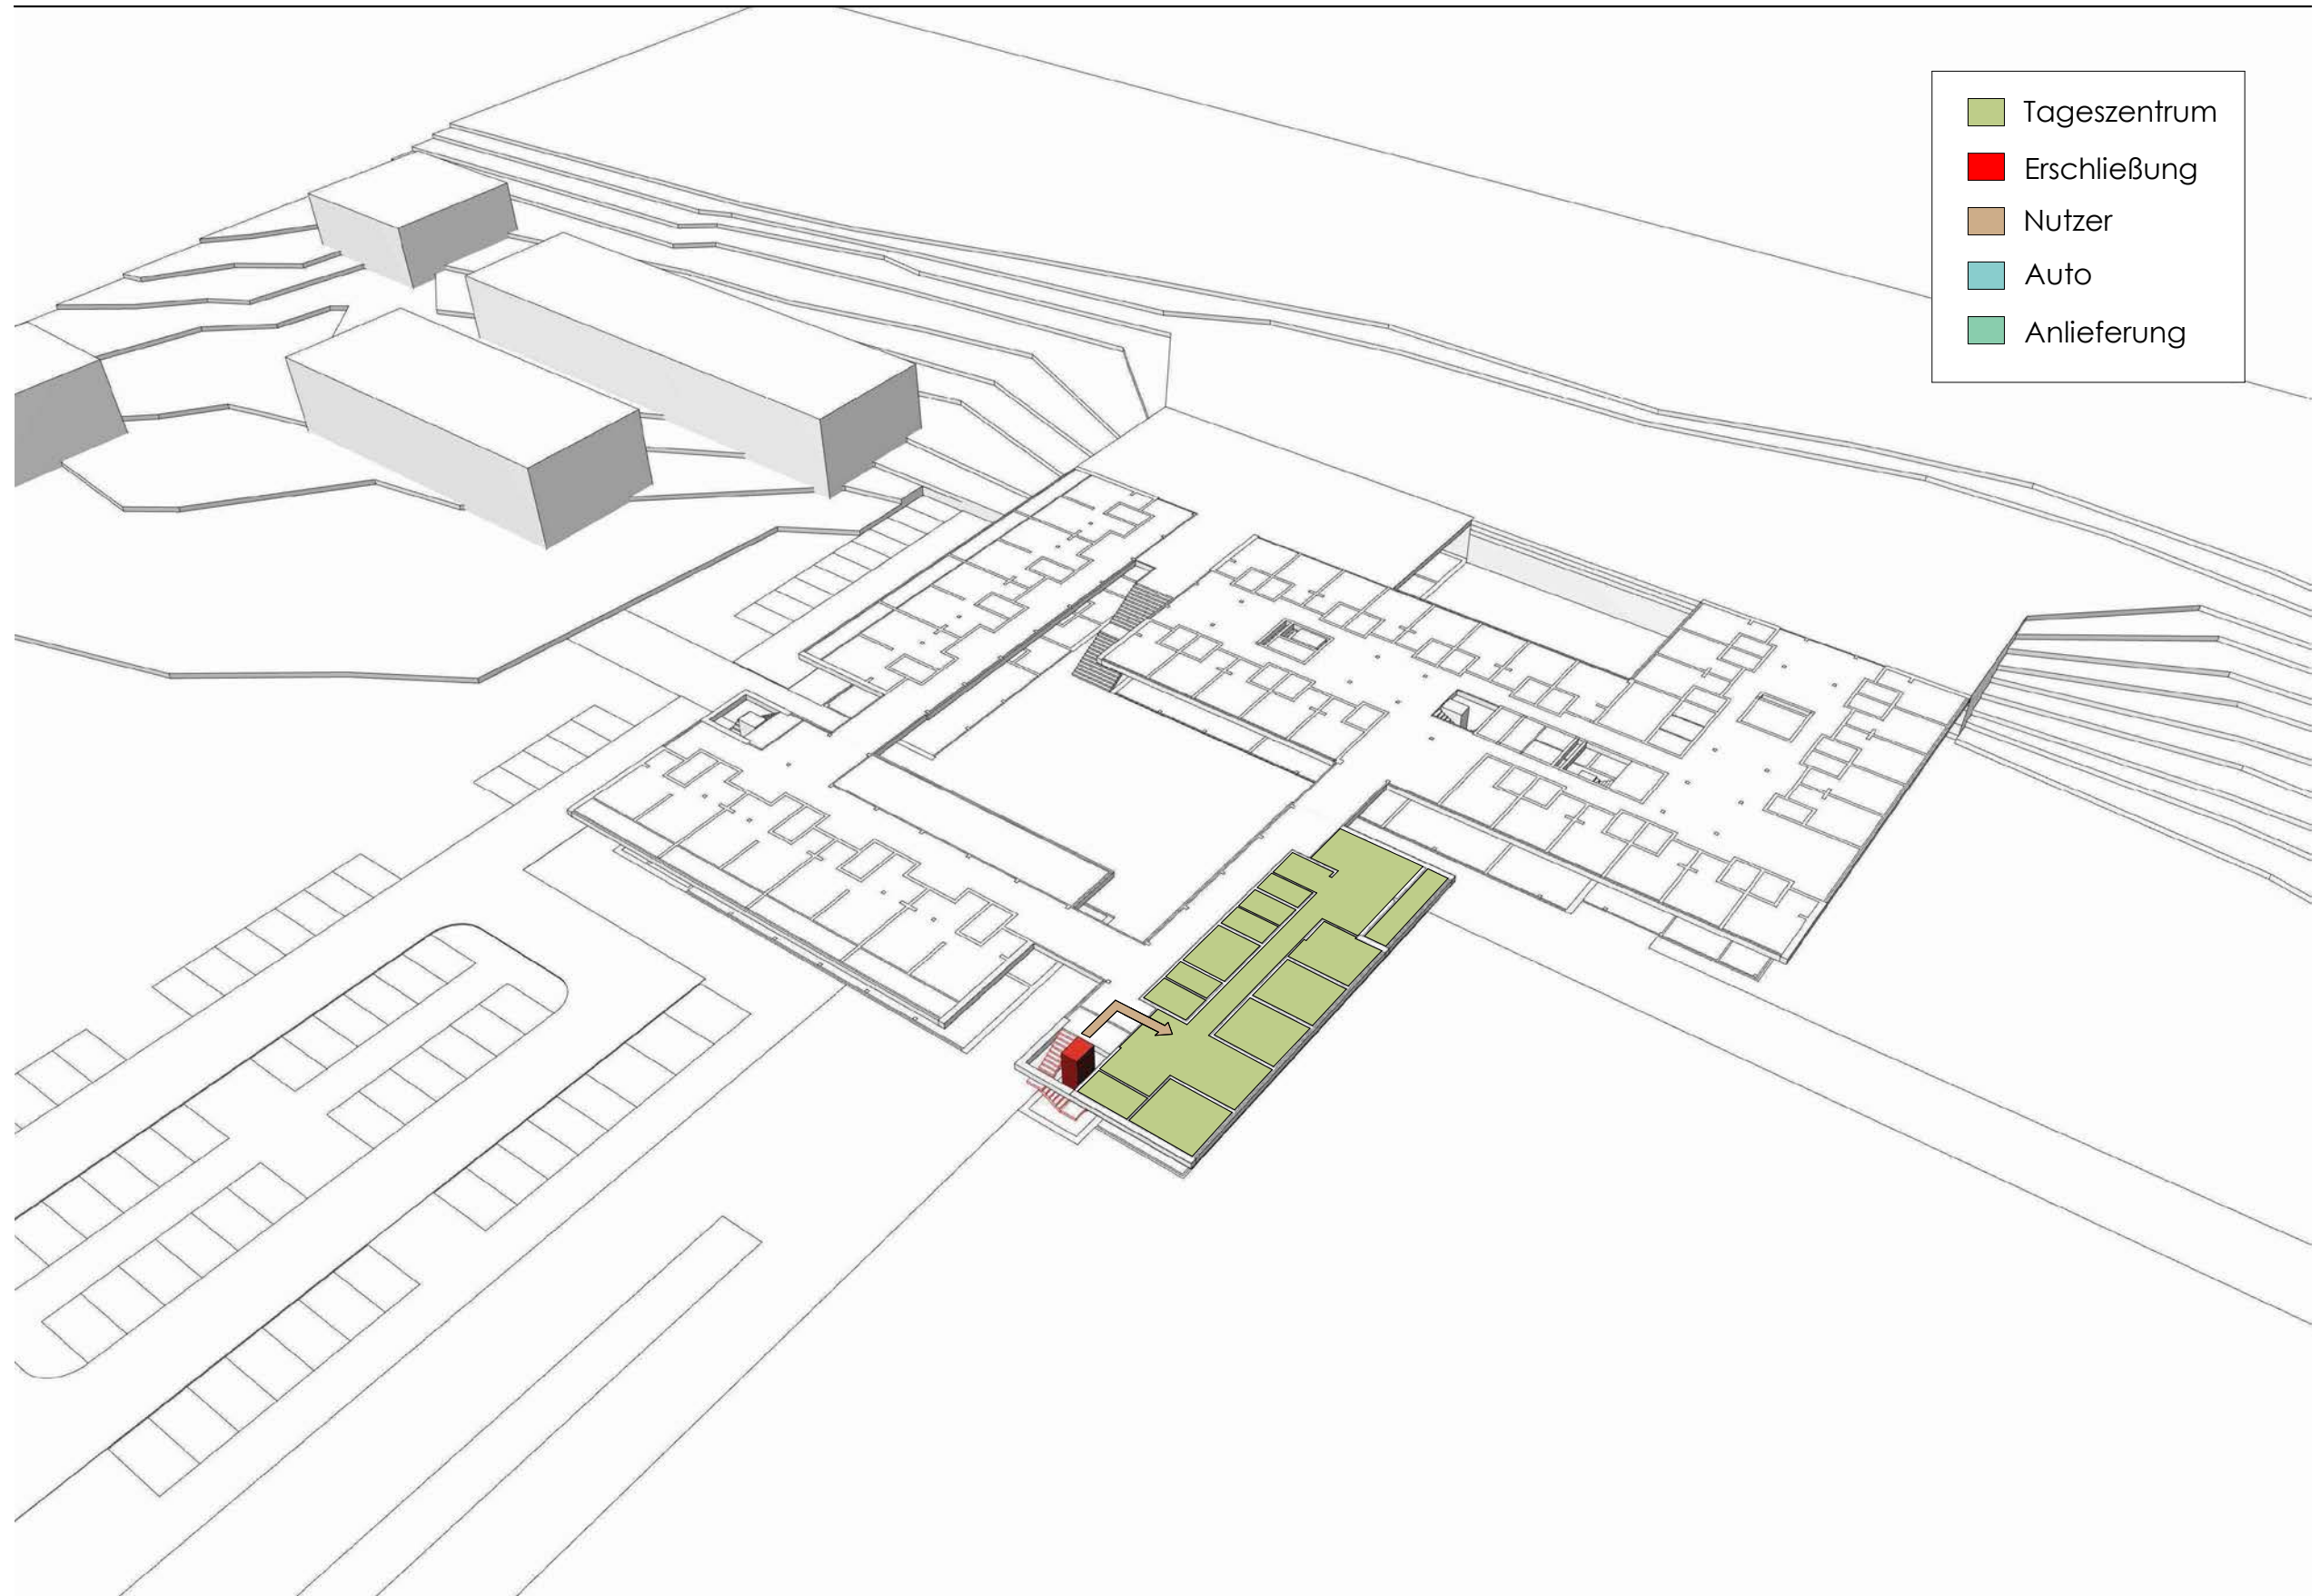 Tageszentrum
Erschließung
Nutzer
Auto
Anlieferung